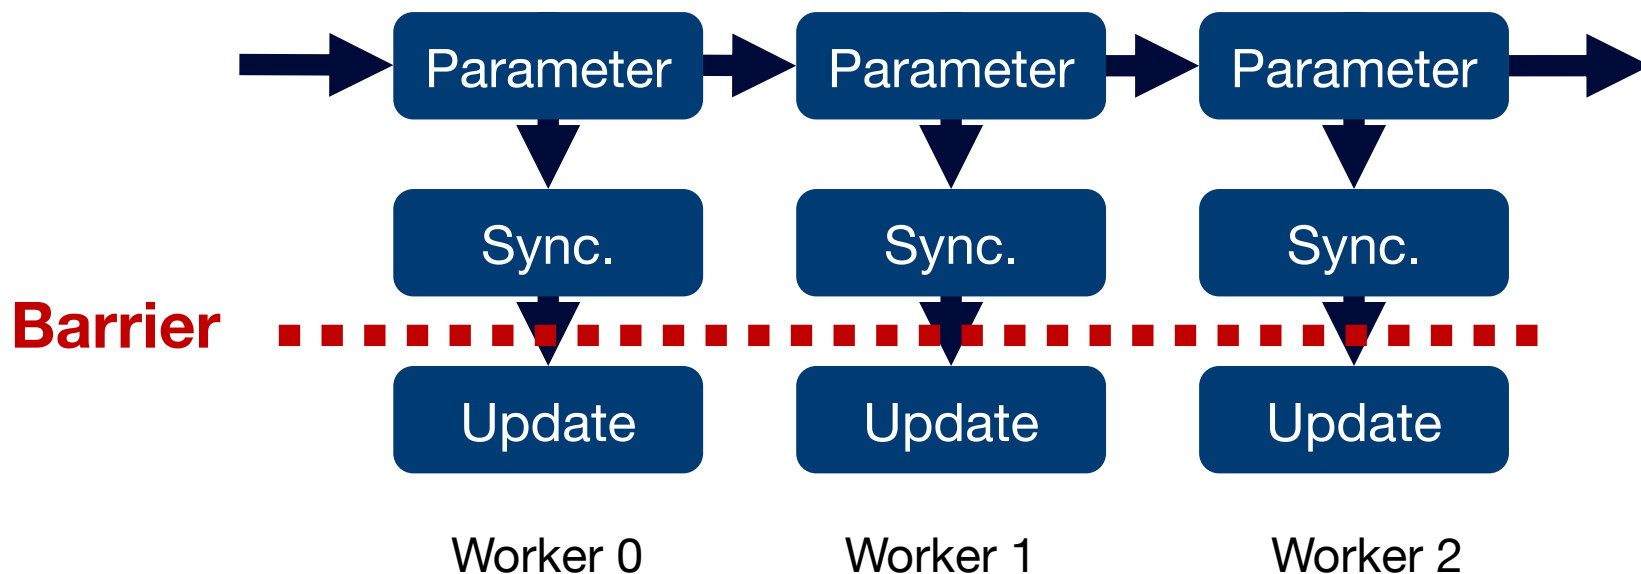 Parameter Parameter Parameter
Sync. Sync. Sync.
Barrier
Update Update Update
Worker 0 Worker 1 Worker 2